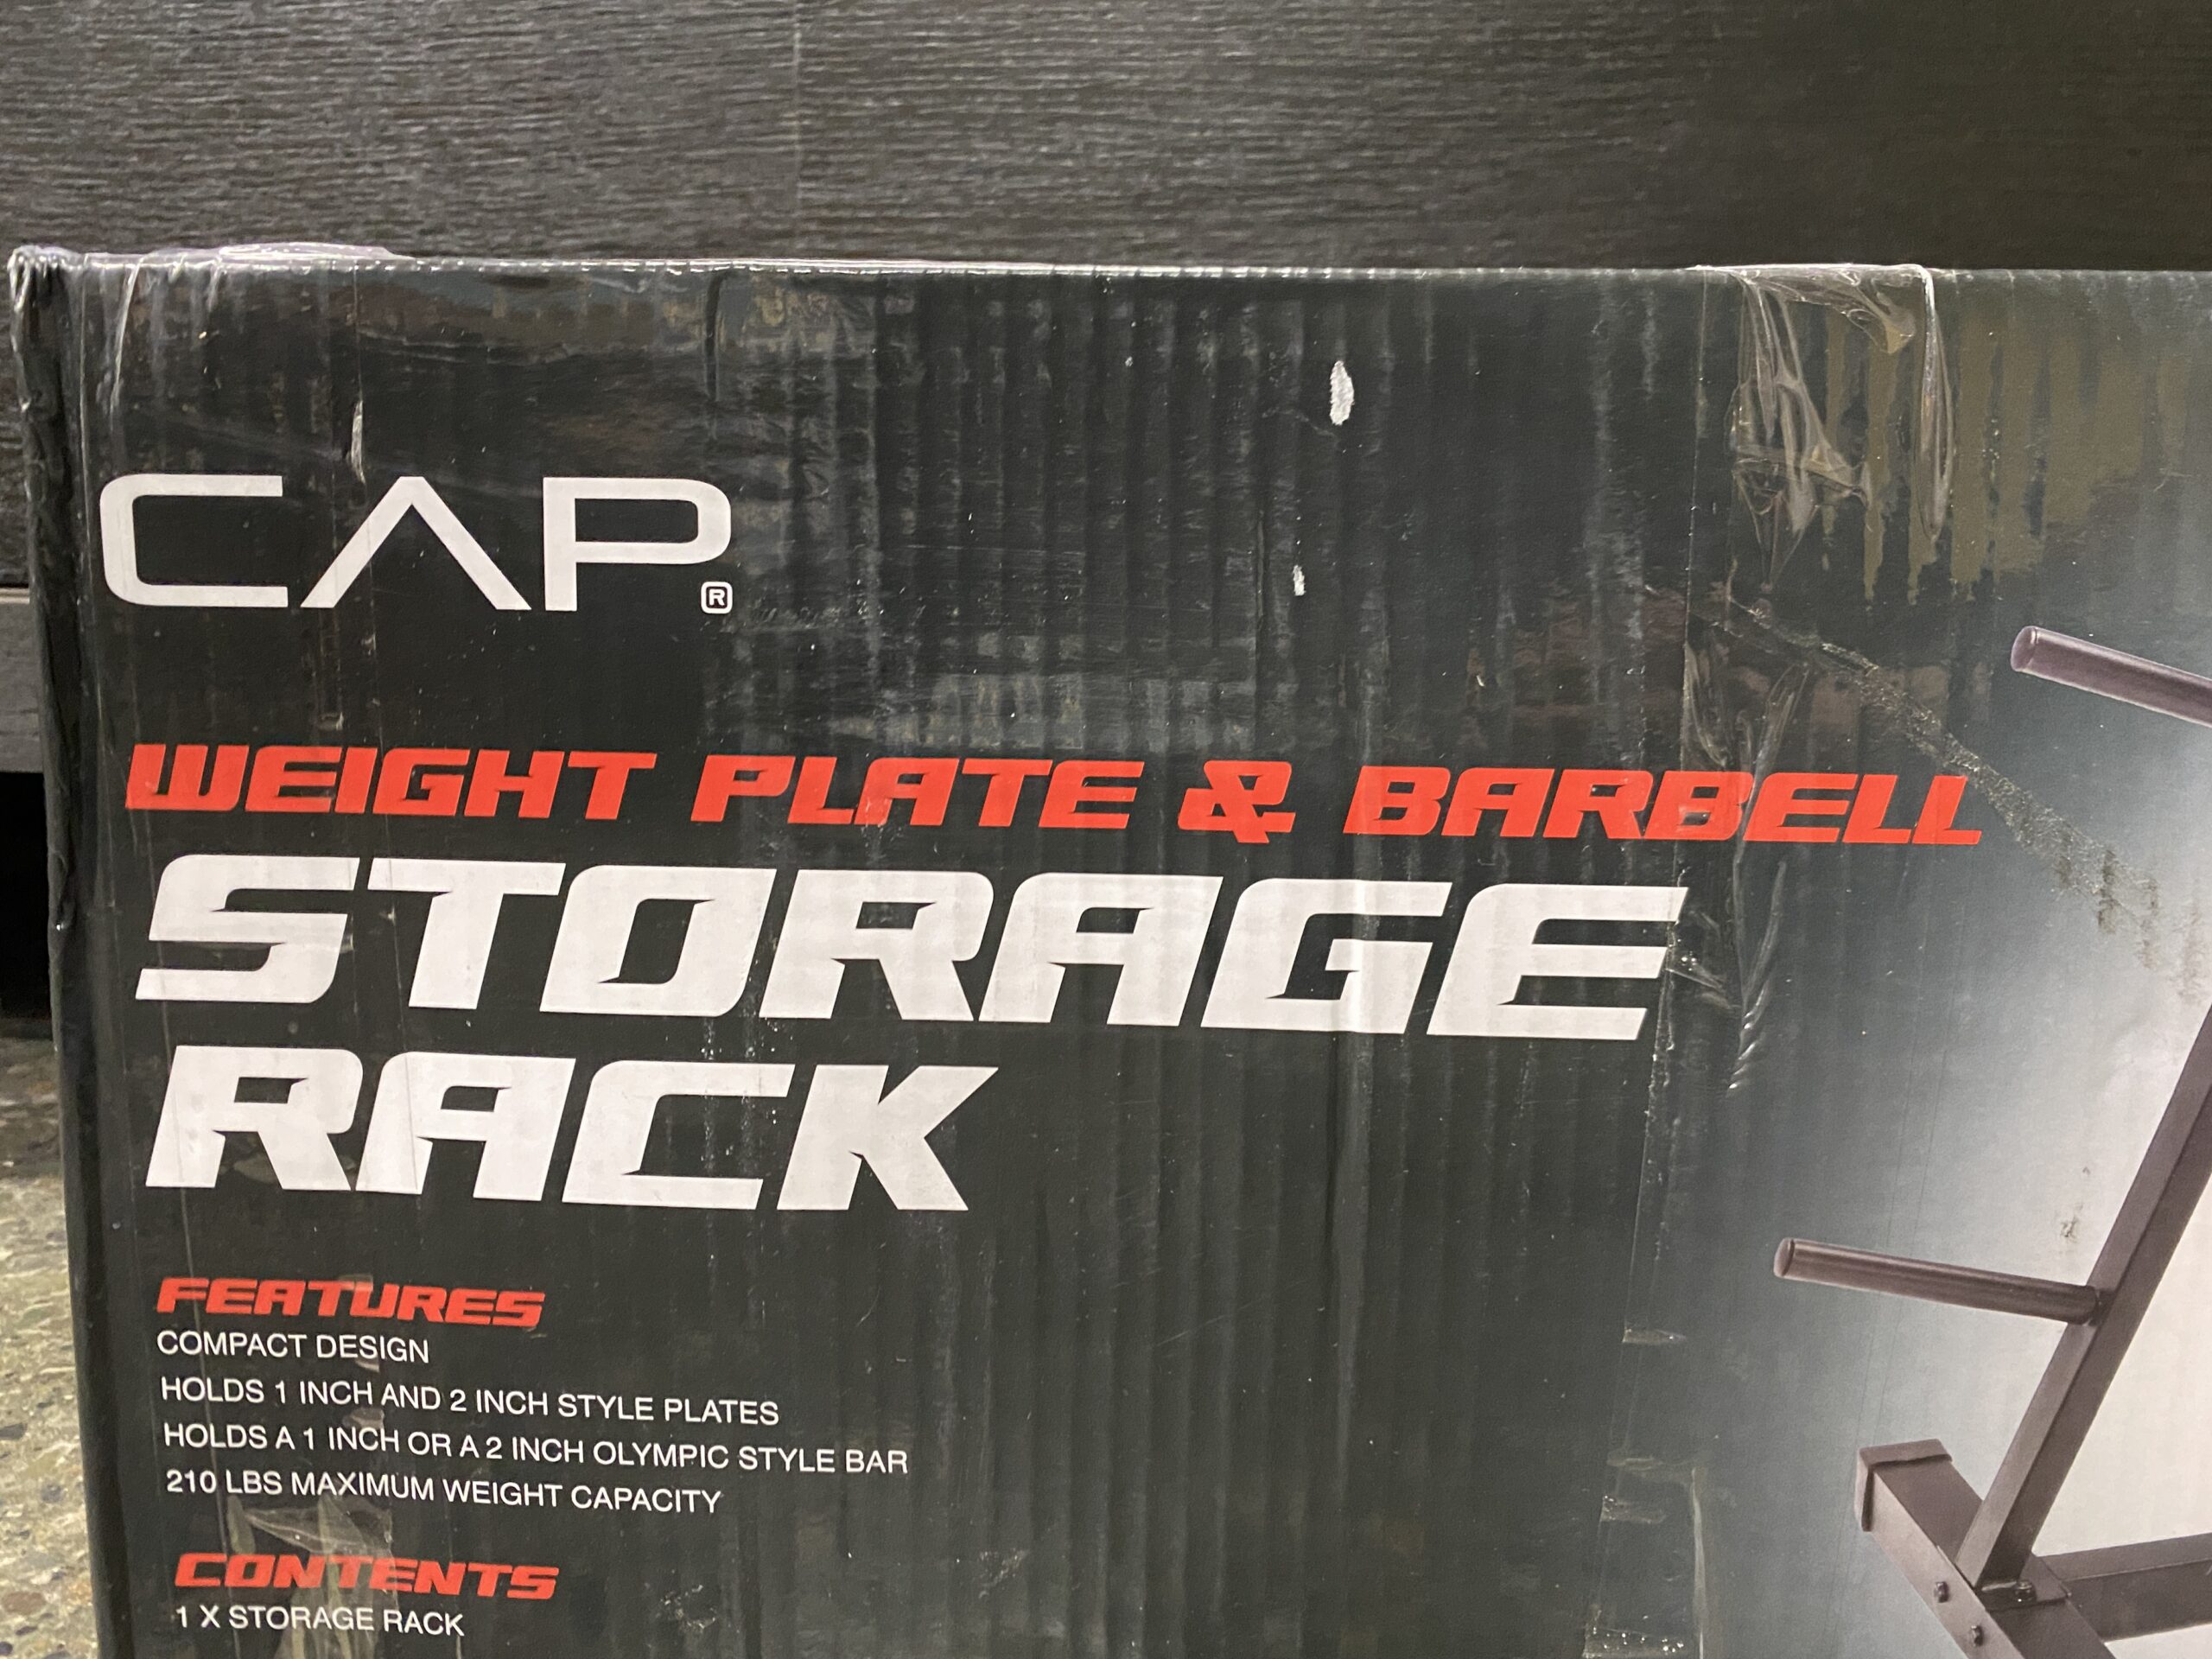 CAP®
WEIGHT PLATE & BARBELL
STORAGE
RACK
FEATURES
COMPACT DESIGN
HOLDS 1 INCH AND 2 INCH STYLE PLATES
HOLDS A 1 INCH OR A 2 INCH OLYMPIC STYLE BAR
210 LBS MAXIMUM WEIGHT CAPACITY
CONTENTS
1 X STORAGE RACK